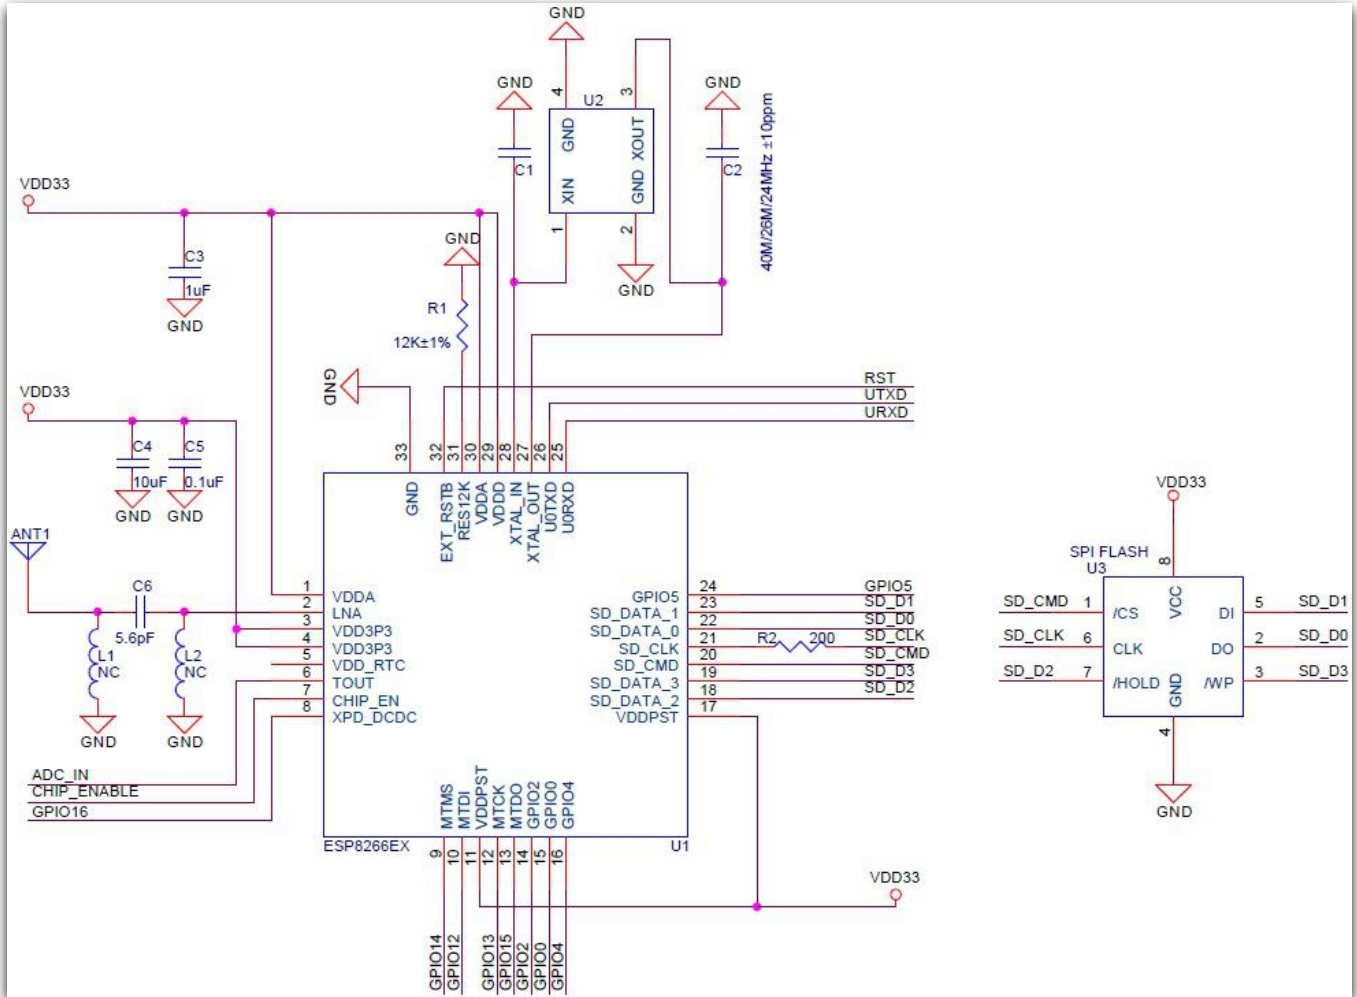 GND
GND
GND
4
3
U2
GND
XOUT
XIN
GND
C1
C2
40M/26M/24MHz ±10ppm
1
2
GND
VDD33
C3
1uF
GND
GND
R1
12K±1%
GND
RST
UTXD
URXD
VDD33
C4
C5
10uF
0.1uF
GND
GND
33
32
31
30
29
28
27
26
25
GND
EXT_RSTB
RES12K
VDDA
VDDD
XTAL_IN
XTAL_OUT
U0TXD
U0RXD
ANT1
C6
5.6pF
L1
NC
L2
NC
GND
GND
1
2
3
4
5
6
7
8
VDDA
LNA
VDD3P3
VDD3P3
VDD_RTC
TOUT
CHIP_EN
XPD_DCDC
GPIO5
SD_DATA_1
SD_DATA_0
SD_CLK
SD_CMD
SD_DATA_3
SD_DATA_2
VDDPST
24
23
22
21
20
19
18
17
R2
200
GPIO5
SD_D1
SD_D0
SD_CLK
SD_CMD
SD_D3
SD_D2
ADC_IN
CHIP_ENABLE
GPIO16
MTMS
MTDI
VDDPST
MTCK
MTDO
GPIO2
GPIO0
GPIO4
ESP8266EX
U1
9
10
11
12
13
14
15
16
GPIO14
GPIO12
GPIO13
GPIO15
GPIO2
GPIO0
GPIO4
VDD33
VDD33
SPI FLASH
U3
8
SD_CMD
1
/CS
VCC
DI
5
SD_D1
SD_CLK
6
CLK
DO
2
SD_D0
SD_D2
7
/HOLD
GND
/WP
3
SD_D3
4
GND